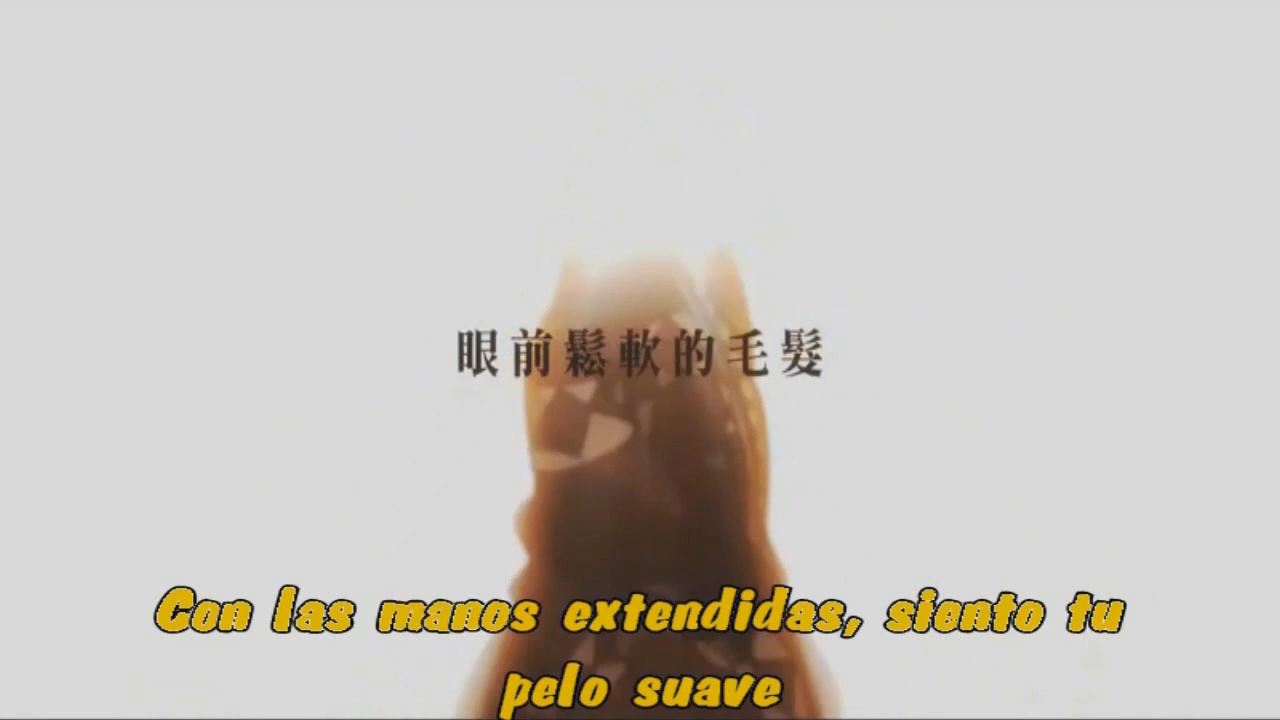 眼前鬆軟的毛髮
Con las manos extendidas, siento tu
pelo suave